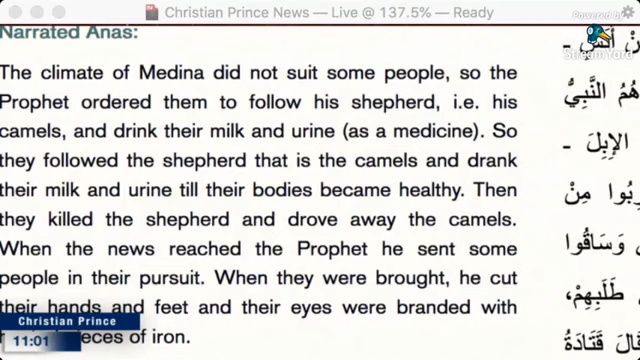 Christian Prince News — Live @ 137.5% — Ready
Powered by
StreamYard
Narrated Anas:
The climate of Medina did not suit some people, so the
Prophet ordered them to follow his shepherd, i.e. his
camels, and drink their milk and urine (as a medicine). So
they followed the shepherd that is the camels and drank
their milk and urine till their bodies became healthy. Then
they killed the shepherd and drove away the camels.
When the news reached the Prophet he sent some
people in their pursuit. When they were brought, he cut
their hands and feet and their eyes were branded with
pieces of iron.
أَنَسٍ ـ
هُمُ النَّبِيُّ
الإِبِلَ ـ
مِنْ
وَسَاقُوا
طَلَبِهِمْ،
قَتَادَةُ
Christian Prince
11:01